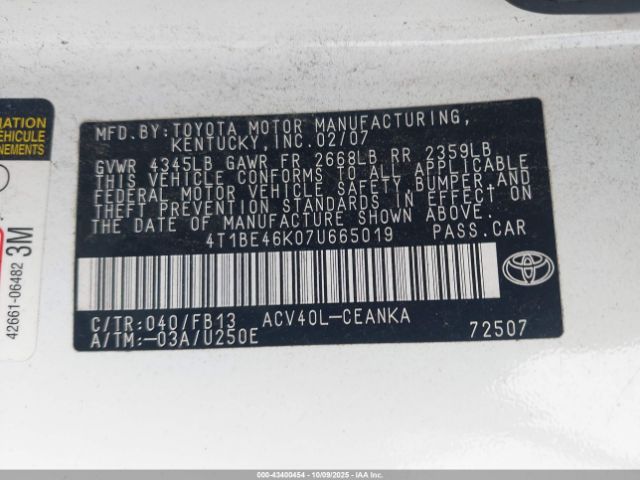 MFD. BY: TOYOTA MOTOR MANUFACTURING,
KENTUCKY, INC. 02/07
GVWR 4345LB GAWR FR 2668LB RR 2359LB
THIS VEHICLE CONFORMS TO ALL APPLICABLE
FEDERAL MOTOR VEHICLE SAFETY, BUMPER, AND
THEFT PREVENTION STANDARDS IN EFFECT ON
THE DATE OF MANUFACTURE SHOWN ABOVE.
4T1BE46K07U665019 PASS. CAR
C/TR: 040/FB13 ACV40L-CEANKA
A/TM: -03A/U250E 72507
MATION
VEHICULE
NEMENTS
42661-06482 3M
000-43400454 | 10/09/2025 | IAAI.com